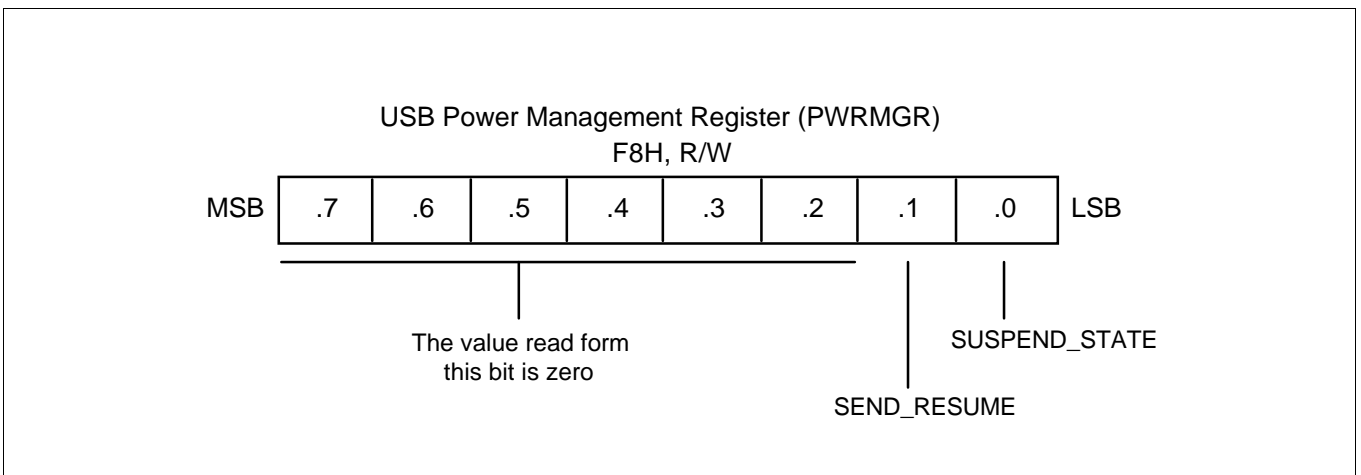 USB Power Management Register (PWRMGR)
F8H, R/W
MSB .7 .6 .5 .4 .3 .2 .1 .0 LSB
The value read form
this bit is zero
SUSPEND_STATE
SEND_RESUME